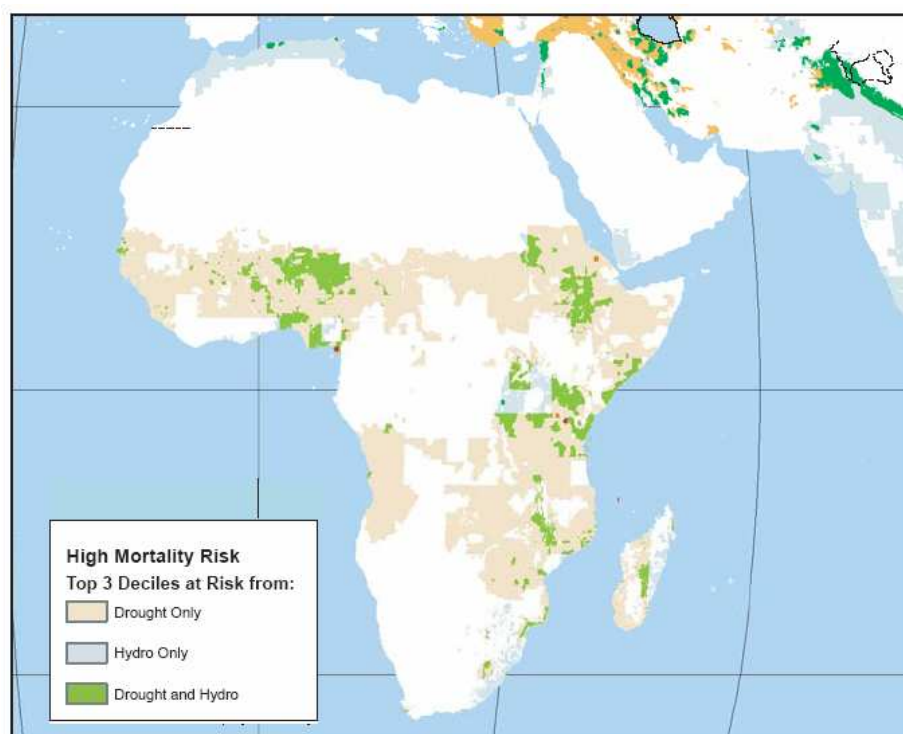 High Mortality Risk
Top 3 Deciles at Risk from:
Drought Only
Hydro Only
Drought and Hydro